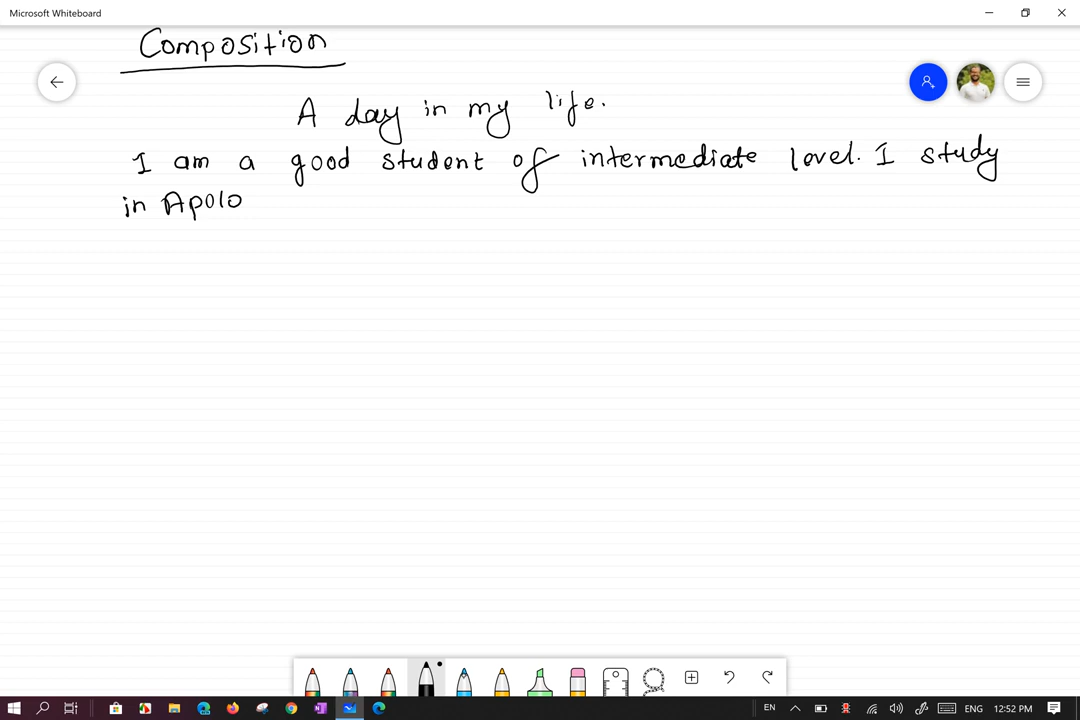 Microsoft Whiteboard
Composition
A day in my life.
I am a good student of intermediate level. I study
in Apolo
EN
ENG
12:52 PM